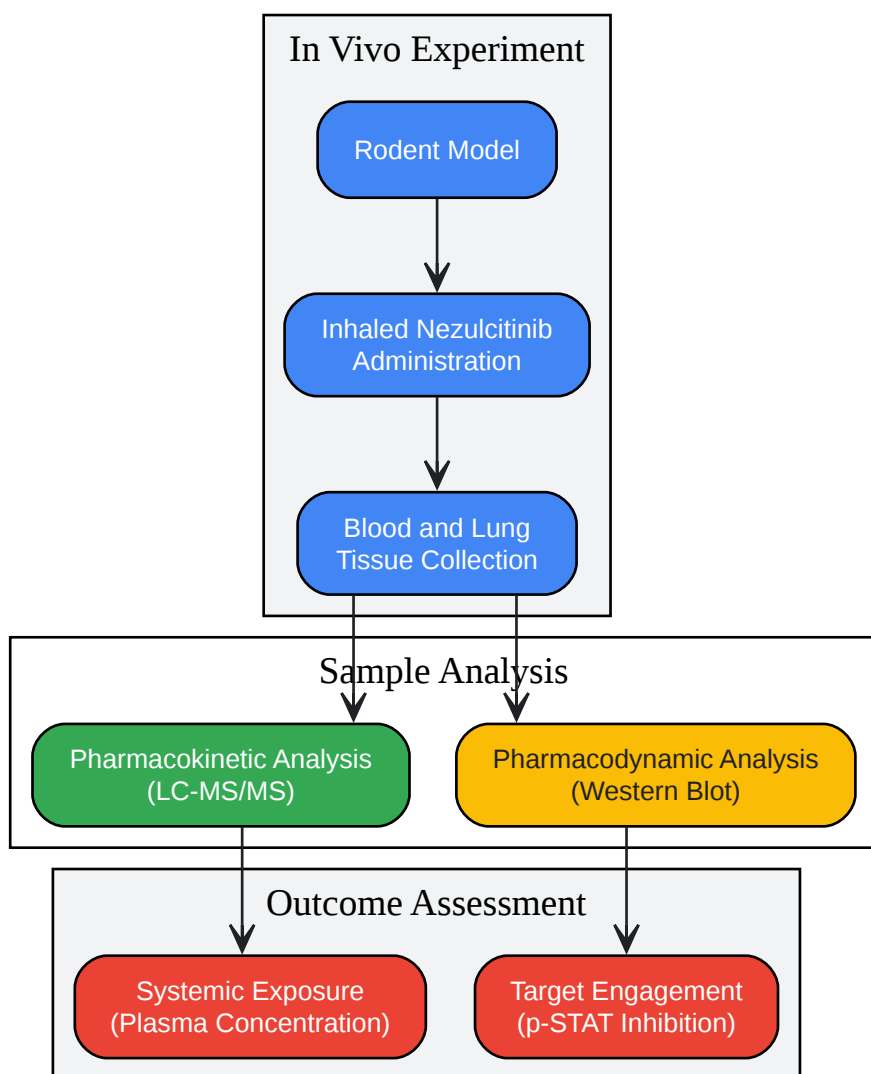 In Vivo Experiment
Rodent Model
Inhaled Nezulcitinib
Administration
Blood and Lung
Tissue Collection
Sample Analysis
Pharmacokinetic Analysis
(LC-MS/MS)
Pharmacodynamic Analysis
(Western Blot)
Outcome Assessment
Systemic Exposure
(Plasma Concentration)
Target Engagement
(p-STAT Inhibition)